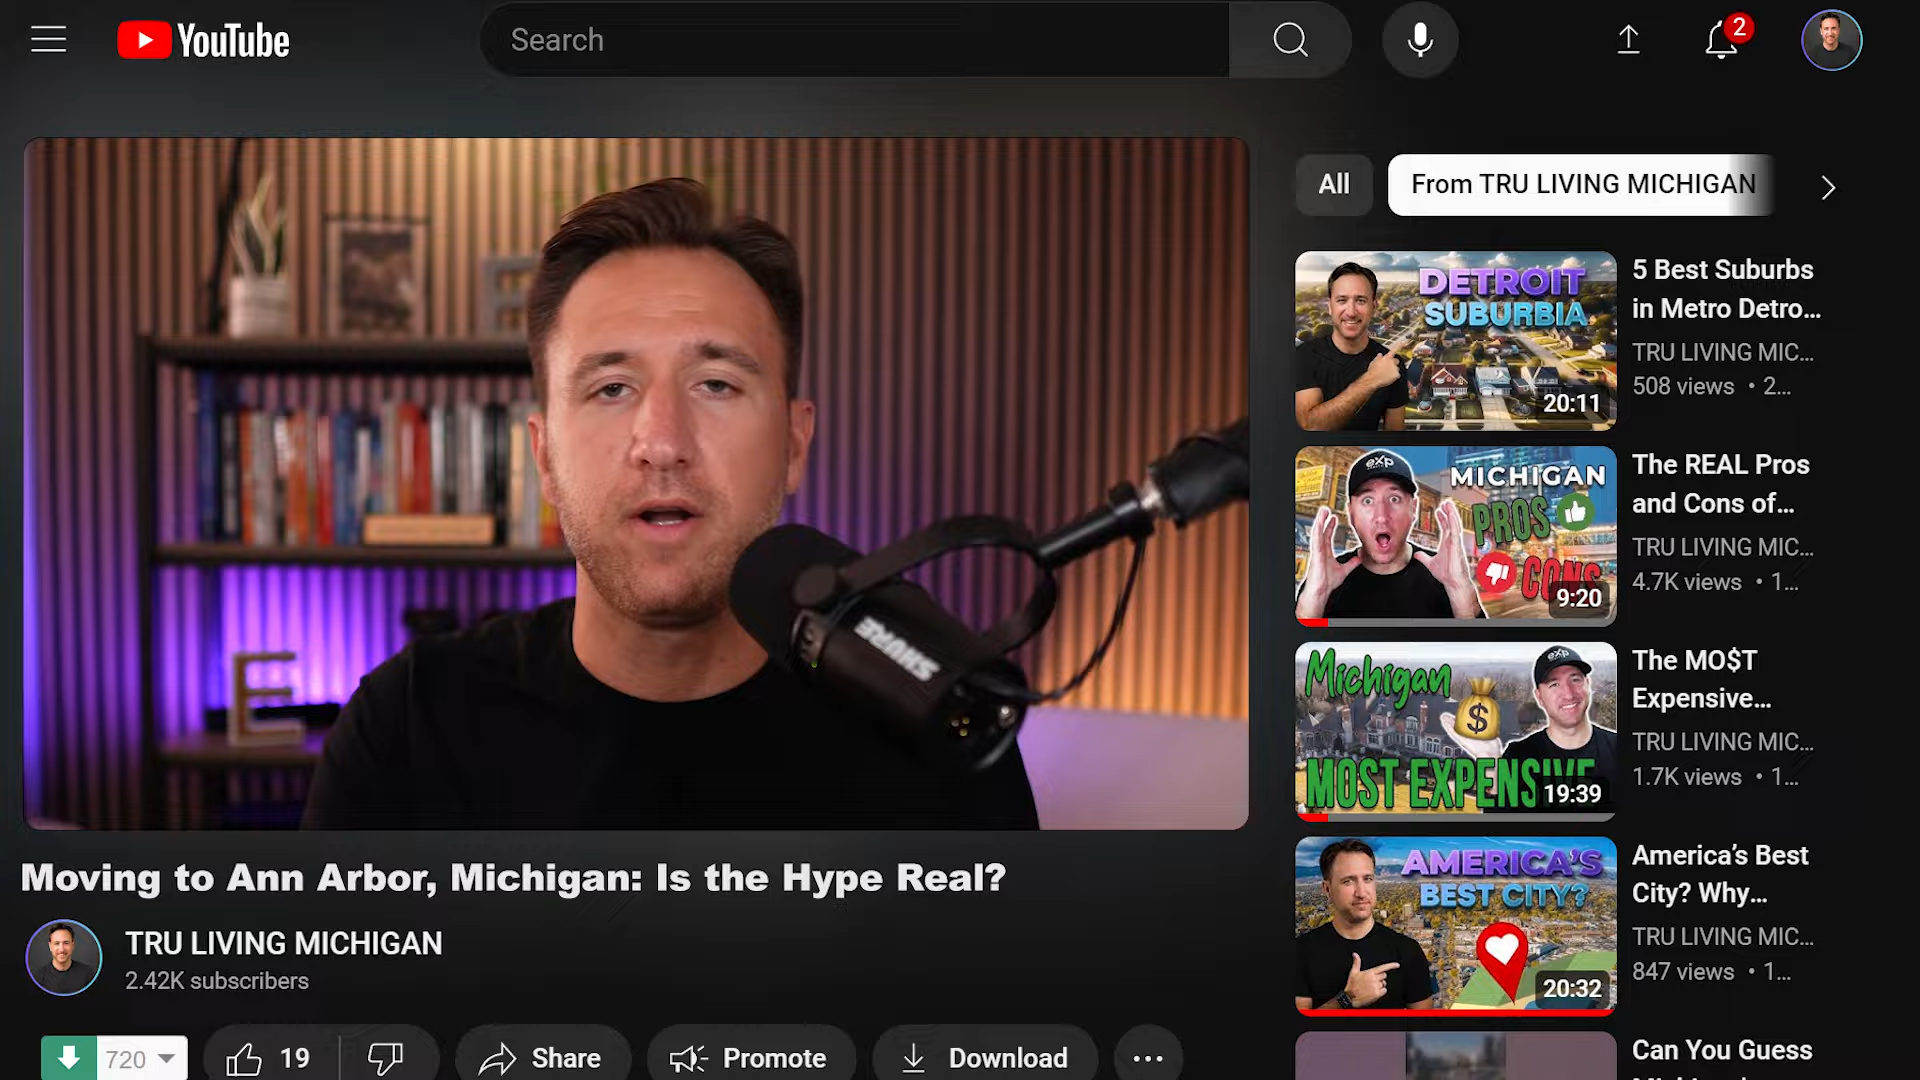 YouTube
Search
2
All
From TRU LIVING MICHIGAN
DETROIT
SUBURBIA
20:11
5 Best Suburbs
in Metro Detro...
TRU LIVING MIC...
508 views • 2...
exp
MICHIGAN
PROS
CONS
9:20
The REAL Pros
and Cons of...
TRU LIVING MIC...
4.7K views • 1...
exp
Michigan
$
MOST EXPENSIVE
19:39
The MO$T
Expensive...
TRU LIVING MIC...
1.7K views • 1...
AMERICA'S
BEST CITY?
20:32
America's Best
City? Why...
TRU LIVING MIC...
847 views • 1...
Can You Guess
E
E
SHURE
Moving to Ann Arbor, Michigan: Is the Hype Real?
TRU LIVING MICHIGAN
2.42K subscribers
720
19
Share
Promote
Download